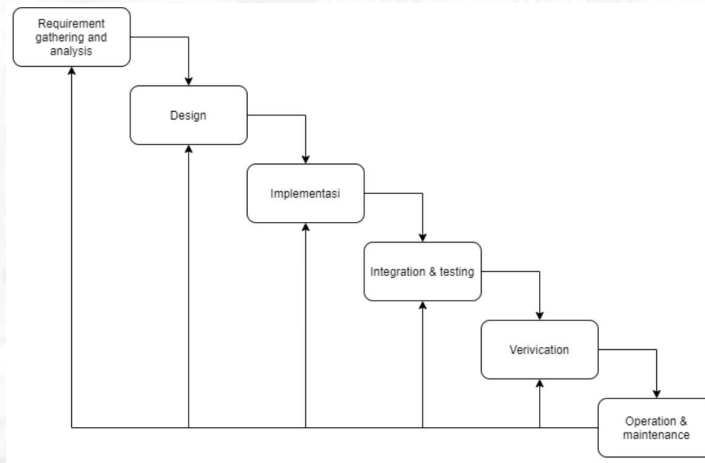 Requirement
gathering and
analysis
Design
Implementasi
Integration & testing
Verivication
Operation &
maintenance